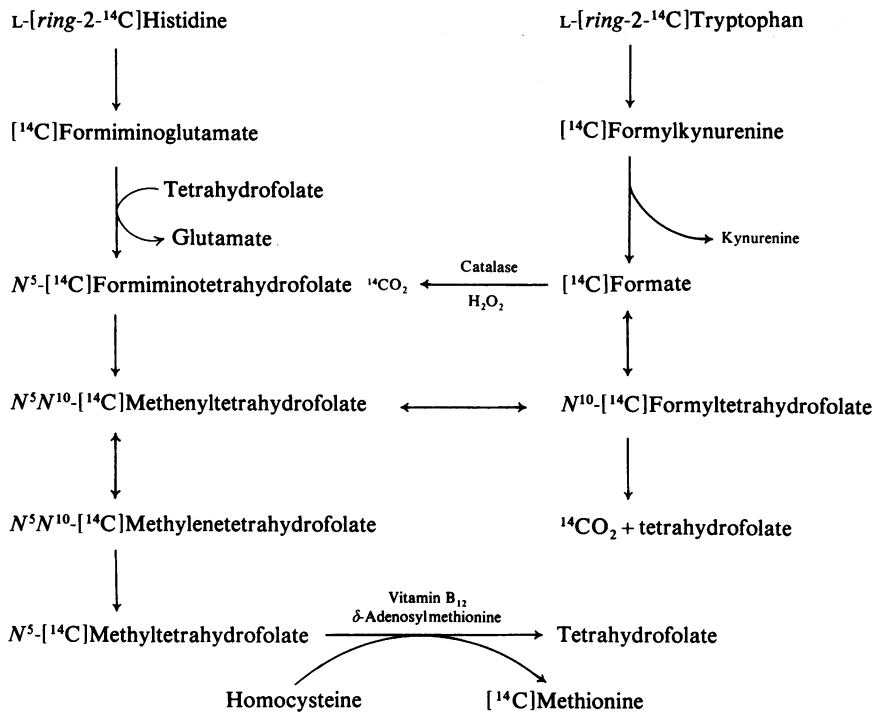 L-[ring-2-¹⁴C]Histidine
L-[ring-2-¹⁴C]Tryptophan
[¹⁴C]Formiminoglutamate
[¹⁴C]Formylkynurenine
Tetrahydrofolate
Glutamate
Kynurenine
N⁵-[¹⁴C]Formiminotetrahydrofolate
¹⁴CO₂
Catalase
H₂O₂
[¹⁴C]Formate
N⁵N¹⁰-[¹⁴C]Methenyltetrahydrofolate
N¹⁰-[¹⁴C]Formyltetrahydrofolate
N⁵N¹⁰-[¹⁴C]Methylenetetrahydrofolate
¹⁴CO₂ + tetrahydrofolate
Vitamin B₁₂
δ-Adenosylmethionine
N⁵-[¹⁴C]Methyltetrahydrofolate
Tetrahydrofolate
Homocysteine
[¹⁴C]Methionine